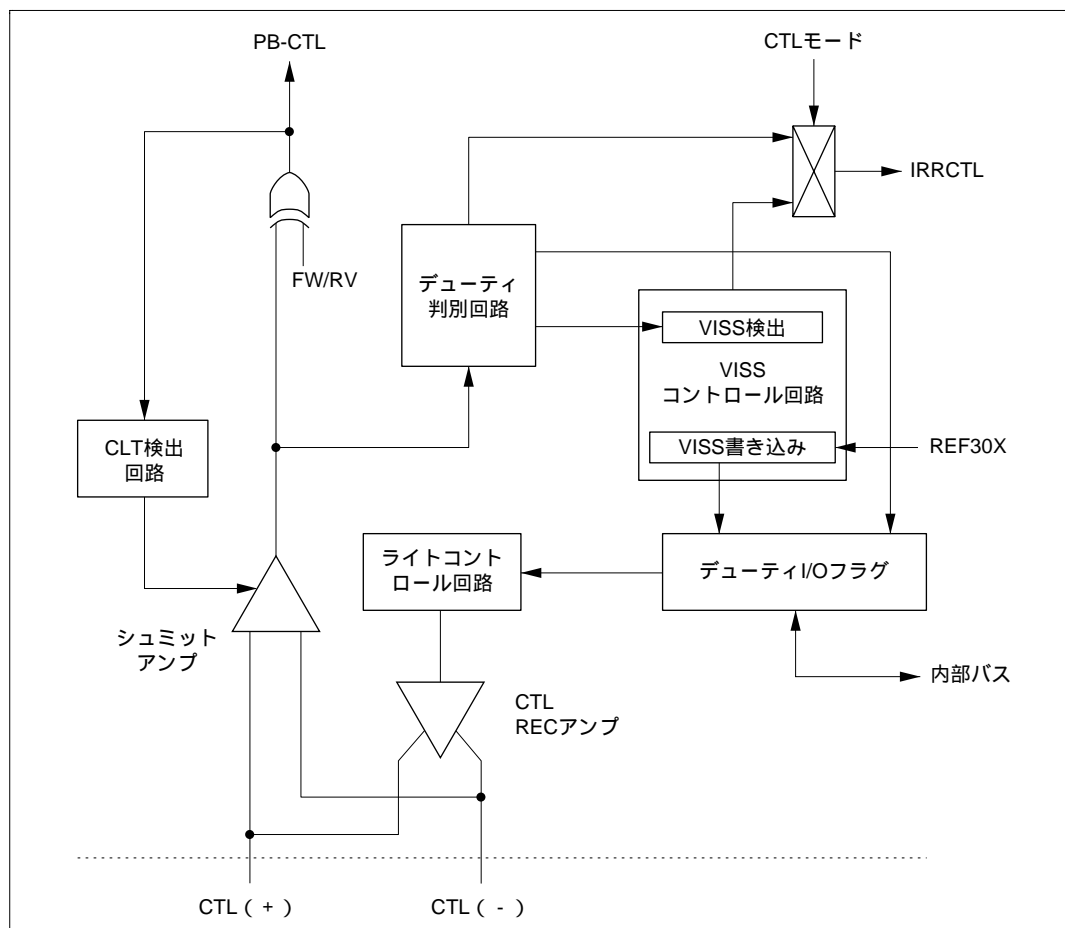 PB-CTL
CTLモード
IRRCTL
FW/RV
デューティ
判別回路
VISS検出
VISS
コントロール回路
CLT検出
回路
VISS書き込み
REF30X
ライトコント
ロール回路
デューティI/Oフラグ
シュミット
アンプ
内部バス
CTL
RECアンプ
CTL ( + )
CTL ( - )